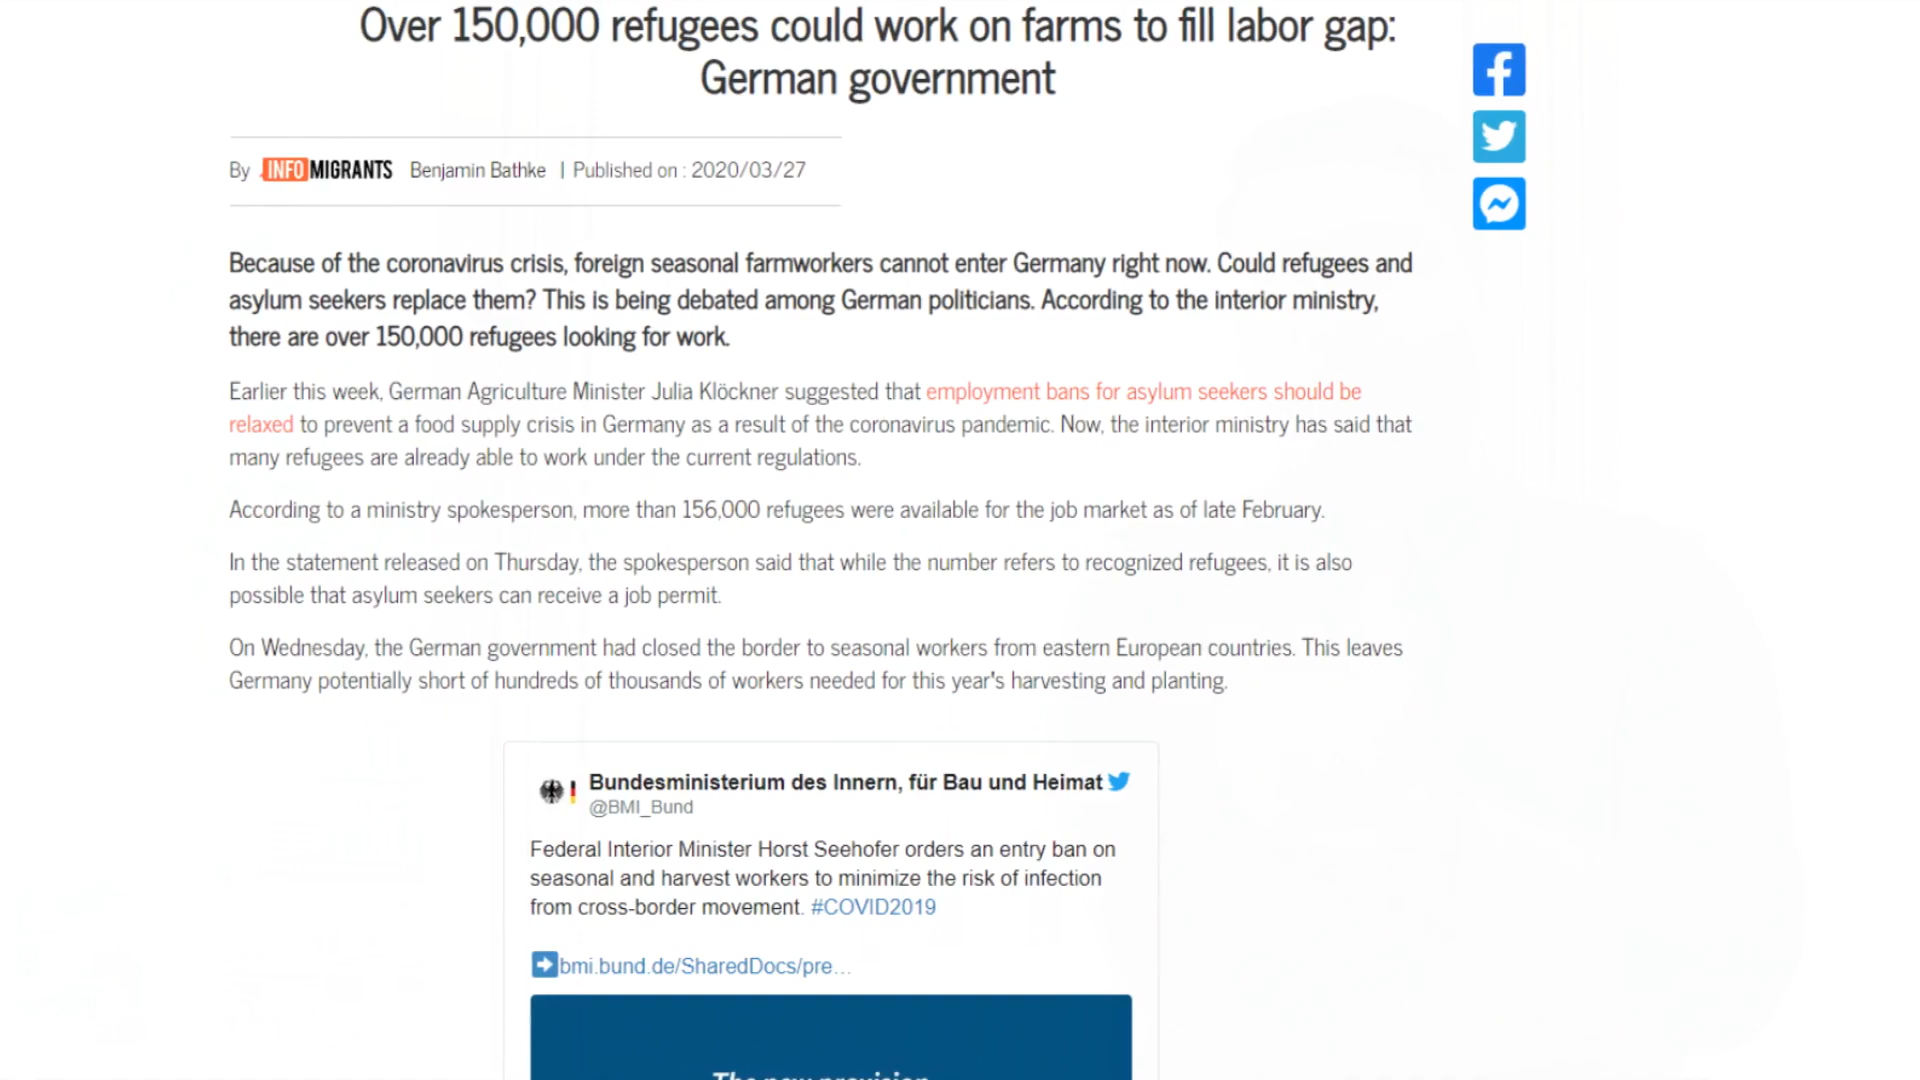 Over 150,000 refugees could work on farms to fill labor gap:
German government
By INFOMIGRANTS Benjamin Bathke | Published on : 2020/03/27
Because of the coronavirus crisis, foreign seasonal farmworkers cannot enter Germany right now. Could refugees and
asylum seekers replace them? This is being debated among German politicians. According to the interior ministry,
there are over 150,000 refugees looking for work.
Earlier this week, German Agriculture Minister Julia Klöckner suggested that employment bans for asylum seekers should be
relaxed to prevent a food supply crisis in Germany as a result of the coronavirus pandemic. Now, the interior ministry has said that
many refugees are already able to work under the current regulations.
According to a ministry spokesperson, more than 156,000 refugees were available for the job market as of late February.
In the statement released on Thursday, the spokesperson said that while the number refers to recognized refugees, it is also
possible that asylum seekers can receive a job permit.
On Wednesday, the German government had closed the border to seasonal workers from eastern European countries. This leaves
Germany potentially short of hundreds of thousands of workers needed for this year's harvesting and planting.
Bundesministerium des Innern, für Bau und Heimat
@BMI_Bund
Federal Interior Minister Horst Seehofer orders an entry ban on
seasonal and harvest workers to minimize the risk of infection
from cross-border movement. #COVID2019
bmi.bund.de/SharedDocs/pre…
The new provision